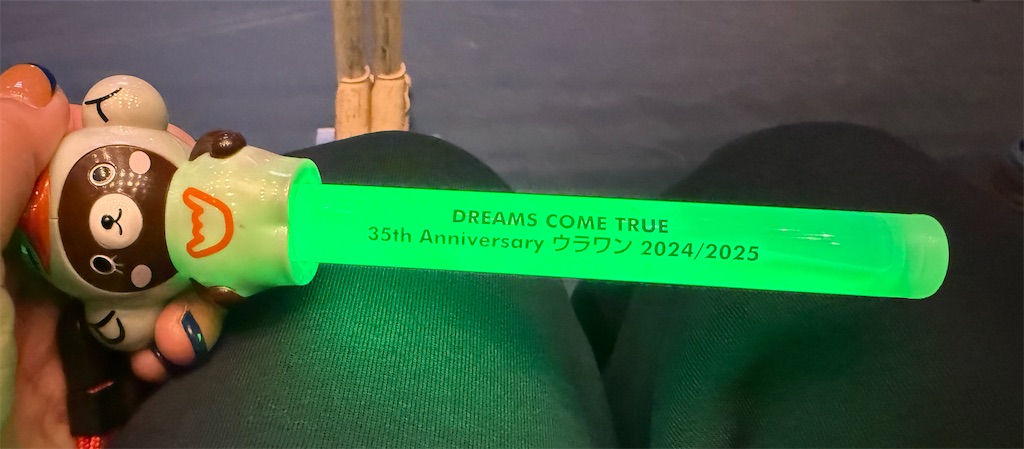 DREAMS COME TRUE
35th Anniversary ウラワン 2024/2025